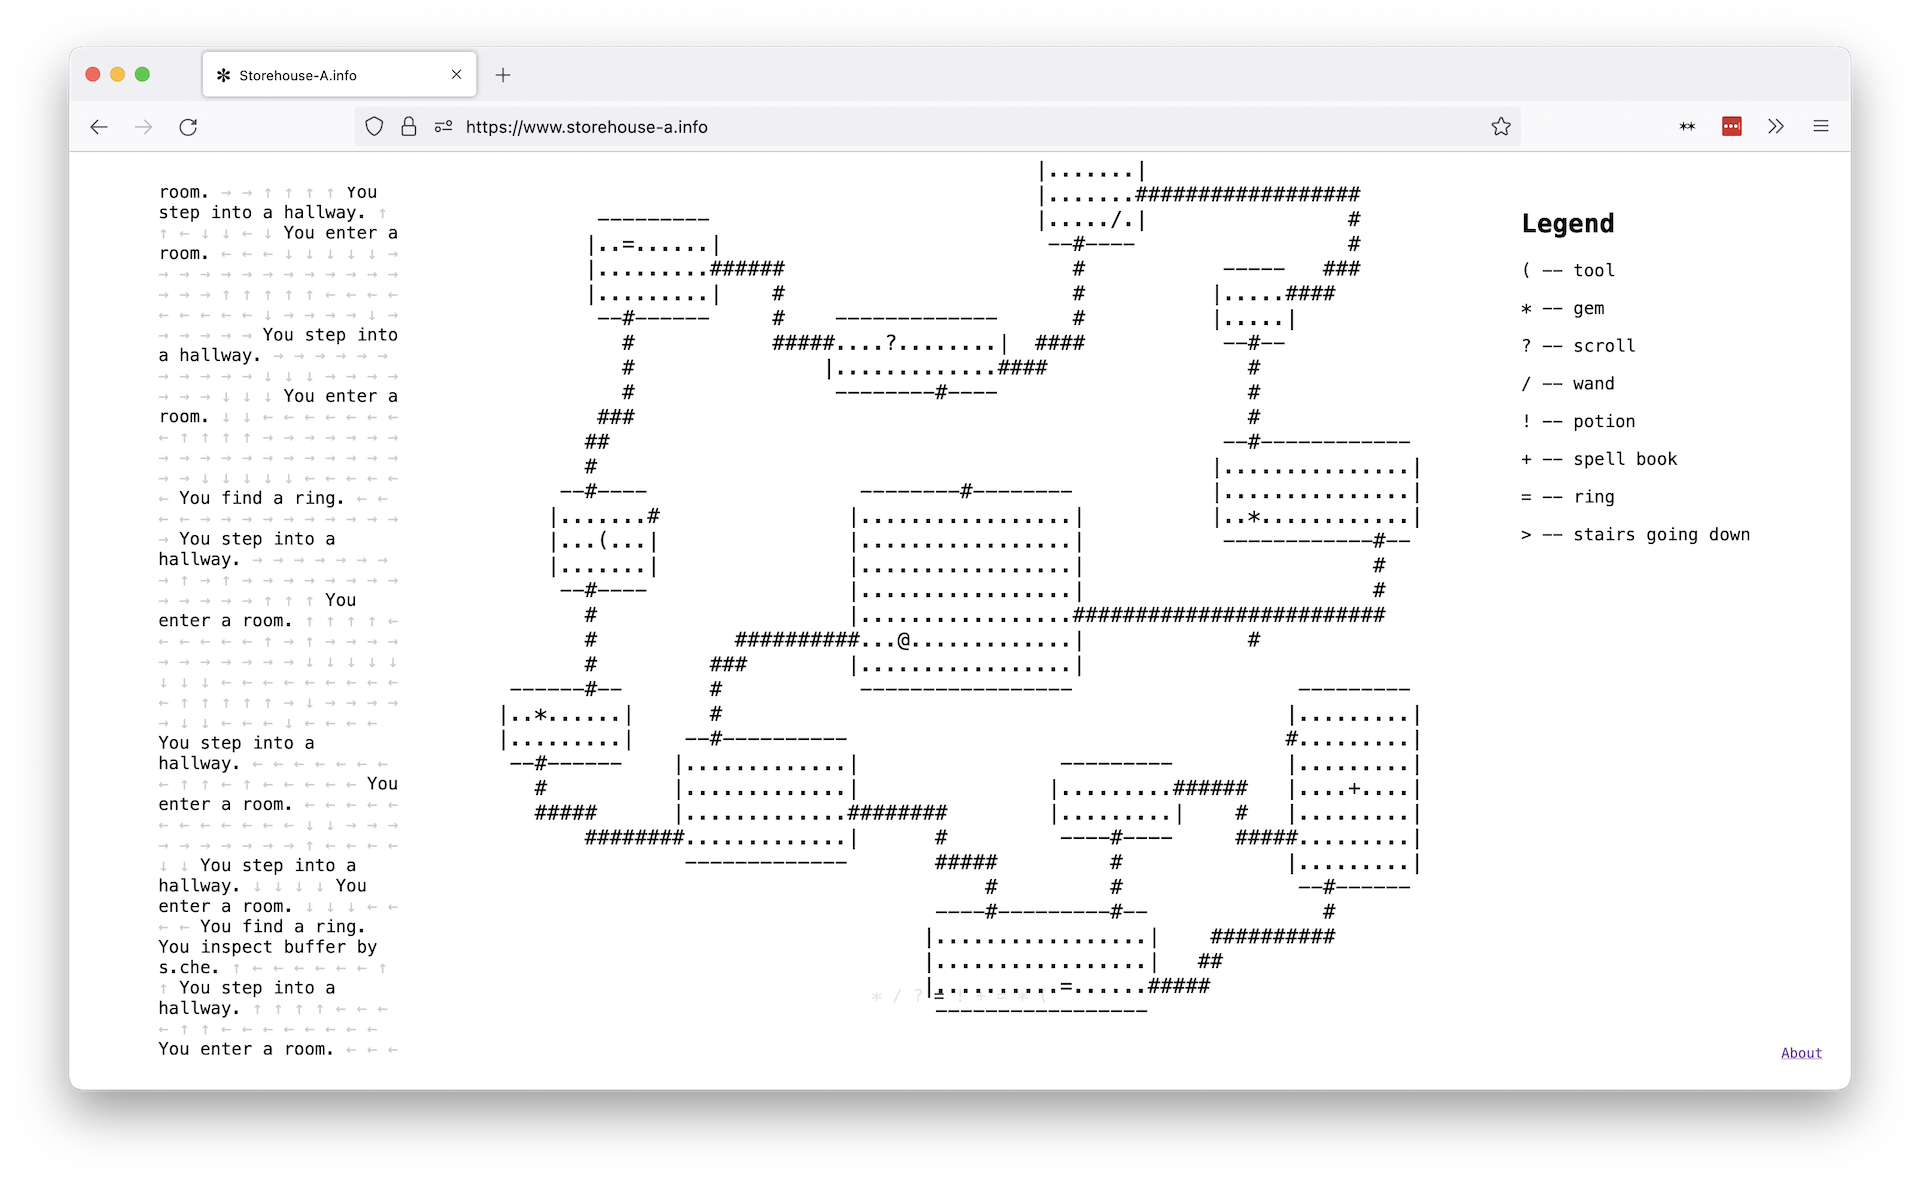 Storehouse-A.info
https://www.storehouse-a.info
room. → → ↑ ↑ ↑ ↑ You
step into a hallway. ↑
↑ ← ↓ ↓ ← ↓ You enter a
room. ← ← ← ↓ ↓ ↓ ↓ ↓ →
→ → → → → → → → → → → →
→ → → ↑ ↑ ↑ ↑ ↑ ← ← ← ←
← ← ← ← ← ↓ → → → → ↓ →
→ → → → → You step into
a hallway. → → → → → →
→ → → → → ↓ ↓ ↓ → → → →
→ → → ↓ ↓ ↓ You enter a
room. ↓ ↓ ← ← ← ← ← ← ←
← ↑ ↑ ↑ ↑ → → → → → → →
→ → → → → → → → → → → →
→ → ↓ ↓ ↓ ↓ ↓ ← ← ← ← ←
← You find a ring. ← ←
← ← → → → → → → → → → →
→ You step into a
hallway. → → → → → → →
→ ↑ → ↑ → → → → → → → →
→ → → → → ↑ ↑ ↑ You
enter a room. ↑ ↑ ↑ ↑ ←
← ← ← ← ← ↑ → ↑ → → → →
→ → → → → → → ↓ ↓ ↓ ↓ ↓
↓ ↓ ↓ ← ← ← ← ← ← ← ← ←
← ↑ ↑ ↑ ↑ ↑ → ↓ → → → →
→ ↓ ↓ ← ← ← ↓ ← ← ← ←
You step into a
hallway. ← ← ← ← ← ← ←
← ↑ ↑ ← ↑ ← ← ← ← ← You
enter a room. ← ← ← ← ←
← ← ← ← ← ← ← ↓ ↓ → → →
→ → → → → → → ↑ ← ← ← ←
↓ ↓ You step into a
hallway. ↓ ↓ ↓ ↓ You
enter a room. ↓ ↓ ↓ ← ←
← ← You find a ring.
You inspect buffer by
s.che. ↑ ← ← ← ← ← ← ↑
↑ You step into a
hallway. ↑ ↑ ↑ ↑ ← ← ←
← ↑ ↑ ← ← ← ← ← ← ← ←
You enter a room. ← ← ←
* / ? = ! + = * (
Legend
( -- tool
* -- gem
? -- scroll
/ -- wand
! -- potion
+ -- spell book
= -- ring
> -- stairs going down
About